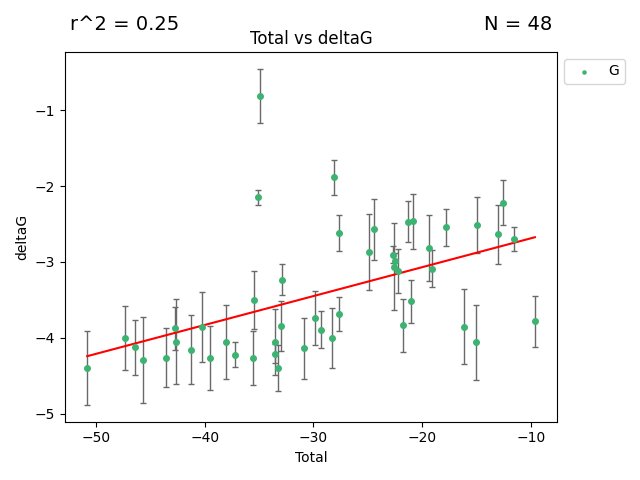 r^2 = 0.25
N = 48
Total vs deltaG
G
−1
−2
−3
−4
−5
deltaG
−50
−40
−30
−20
−10
Total